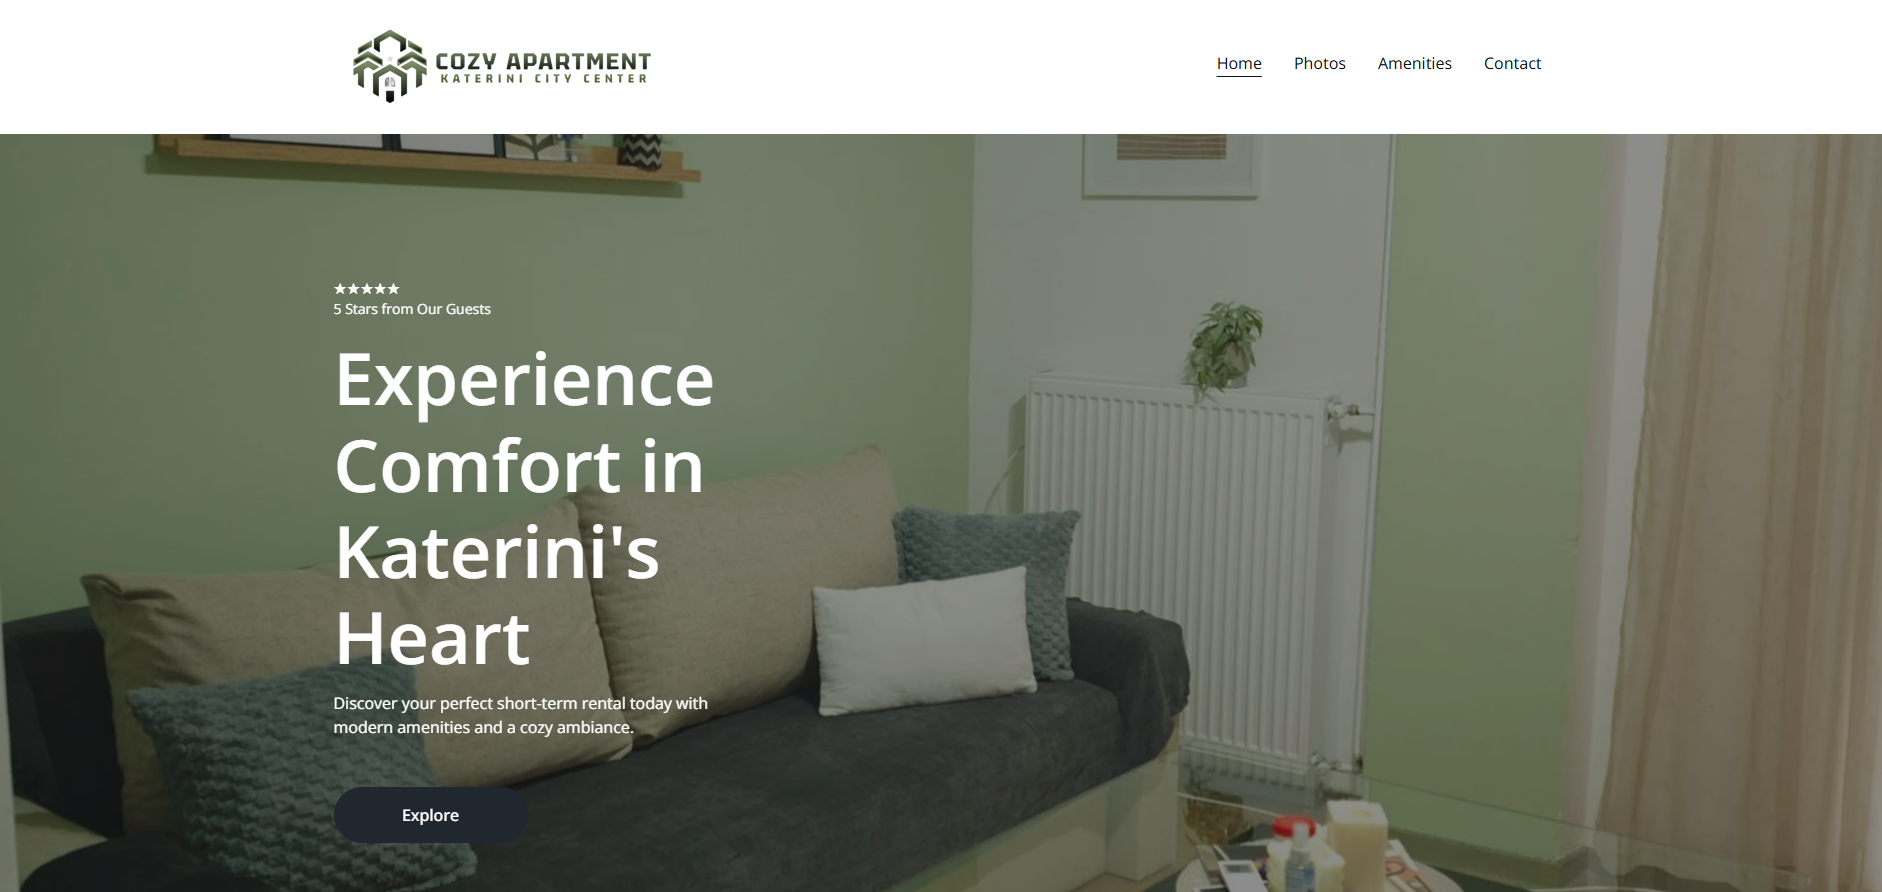 COZY APARTMENT
KATERINI CITY CENTER
Home Photos Amenities Contact
★★★★★
5 Stars from Our Guests
Experience
Comfort in
Katerini's
Heart
Discover your perfect short-term rental today with
modern amenities and a cozy ambiance.
Explore